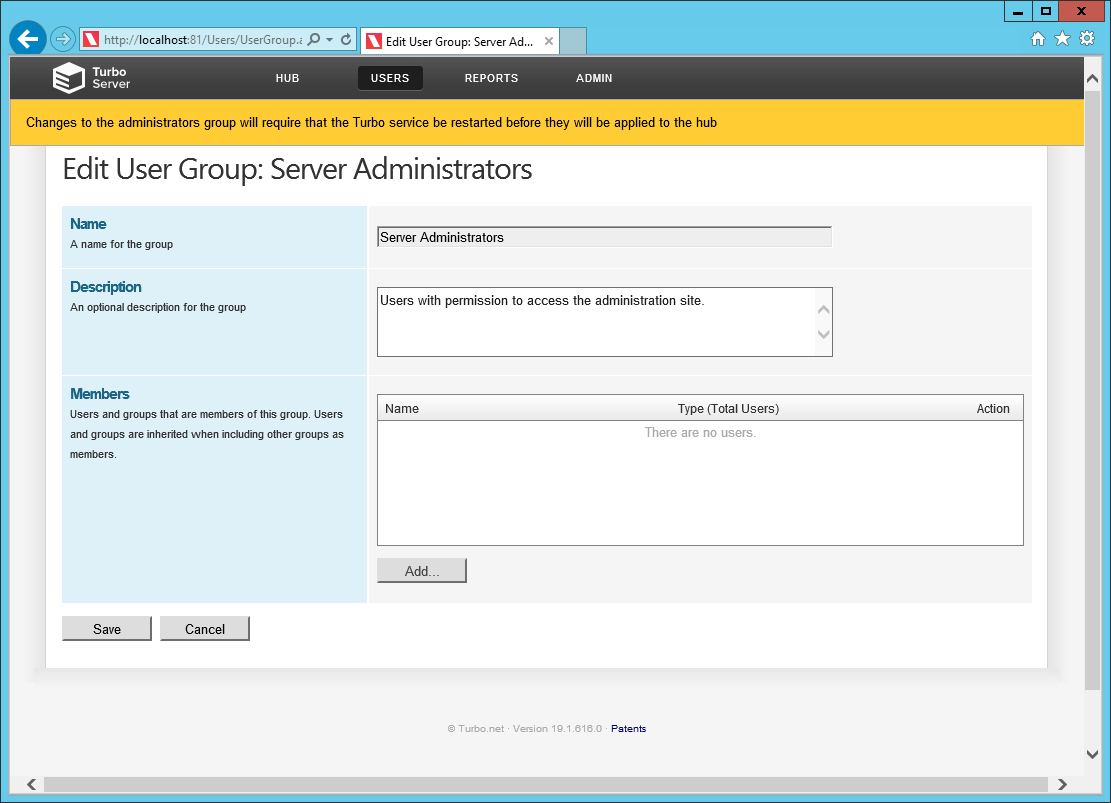 http://localhost:81/Users/UserGroup.a
Edit User Group: Server Ad...
Turbo
Server
HUB
USERS
REPORTS
ADMIN
Changes to the administrators group will require that the Turbo service be restarted before they will be applied to the hub
Edit User Group: Server Administrators
Name
A name for the group
Server Administrators
Description
An optional description for the group
Users with permission to access the administration site.
Members
Users and groups that are members of this group. Users
and groups are inherited when including other groups as
members.
Name Type (Total Users) Action
There are no users.
Add...
Save Cancel
© Turbo.net · Version 19.1.616.0 · Patents